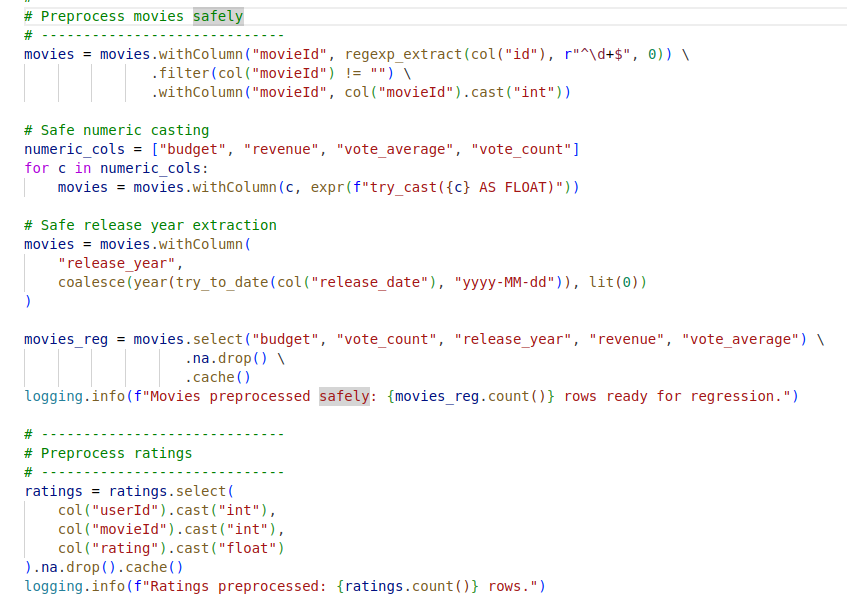 #
# Preprocess movies safely
# -----------------------------
movies = movies.withColumn("movieId", regexp_extract(col("id"), r"^\d+$", 0)) \
.filter(col("movieId") != "") \
.withColumn("movieId", col("movieId").cast("int"))
# Safe numeric casting
numeric_cols = ["budget", "revenue", "vote_average", "vote_count"]
for c in numeric_cols:
movies = movies.withColumn(c, expr(f"try_cast({c} AS FLOAT)"))
# Safe release year extraction
movies = movies.withColumn(
"release_year",
coalesce(year(try_to_date(col("release_date"), "yyyy-MM-dd")), lit(0))
)
movies_reg = movies.select("budget", "vote_count", "release_year", "revenue", "vote_average") \
.na.drop() \
.cache()
logging.info(f"Movies preprocessed safely: {movies_reg.count()} rows ready for regression.")
# -----------------------------
# Preprocess ratings
# -----------------------------
ratings = ratings.select(
col("userId").cast("int"),
col("movieId").cast("int"),
col("rating").cast("float")
).na.drop().cache()
logging.info(f"Ratings preprocessed: {ratings.count()} rows.")